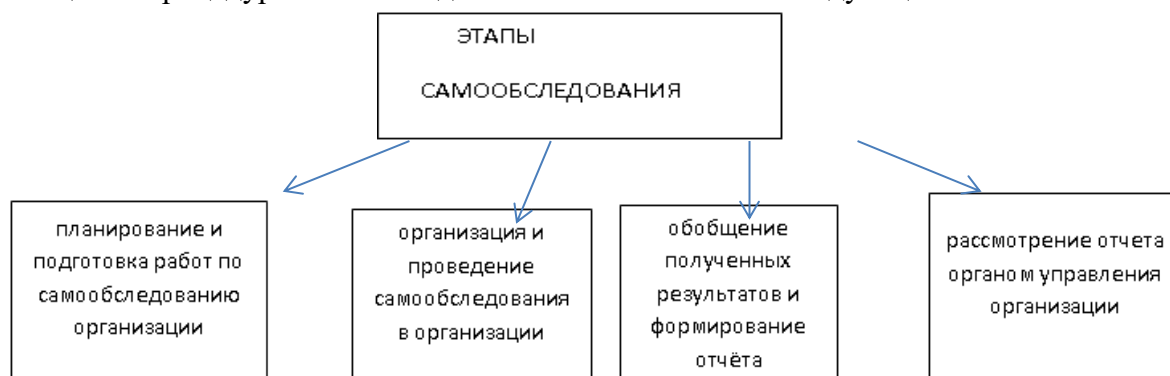 ЭТАПЫ
САМООБСЛЕДОВАНИЯ
планирование и
подготовка работ по
самообследованию
организации
организация и
проведение
самообследования
в организации
обобщение
полученных
результатов и
формирование
отчёта
рассмотрение отчета
органом управления
организации